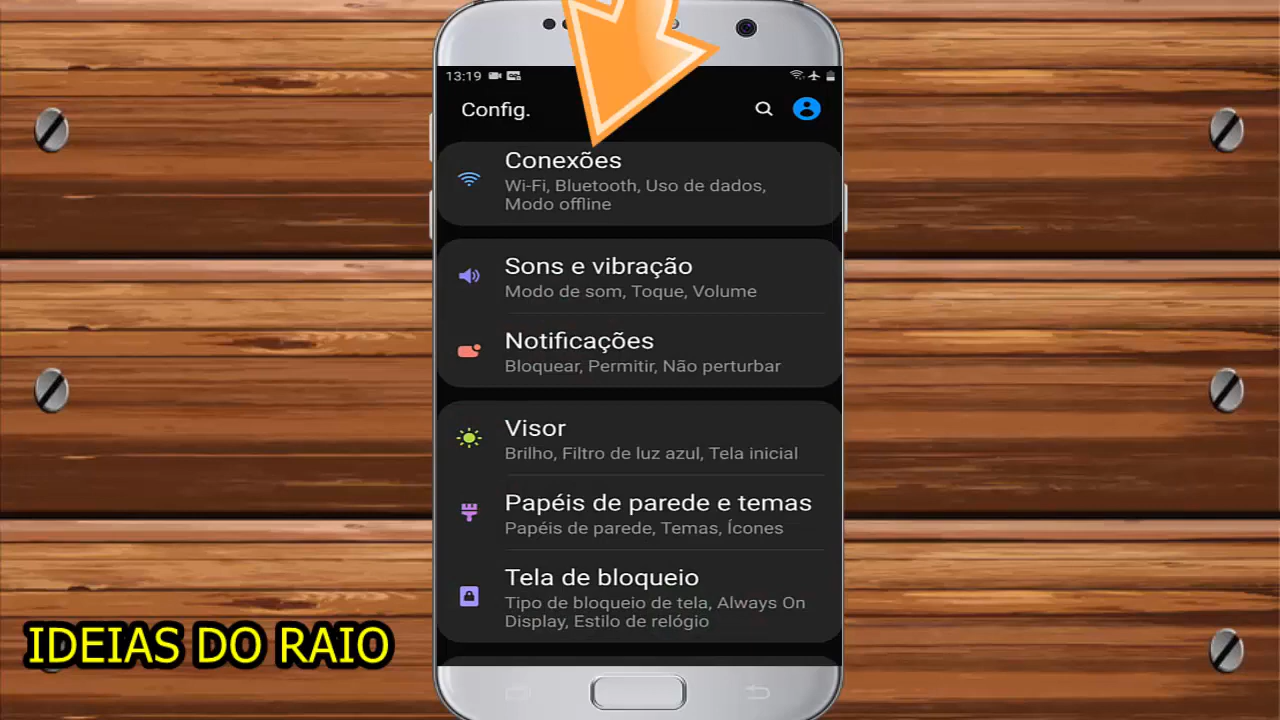 13:19
Config.
Conexões
Wi-Fi, Bluetooth, Uso de dados,
Modo offline
Sons e vibração
Modo de som, Toque, Volume
Notificações
Bloquear, Permitir, Não perturbar
Visor
Brilho, Filtro de luz azul, Tela inicial
Papéis de parede e temas
Papéis de parede, Temas, Ícones
Tela de bloqueio
Tipo de bloqueio de tela, Always On
Display, Estilo de relógio
IDEIAS DO RAIO